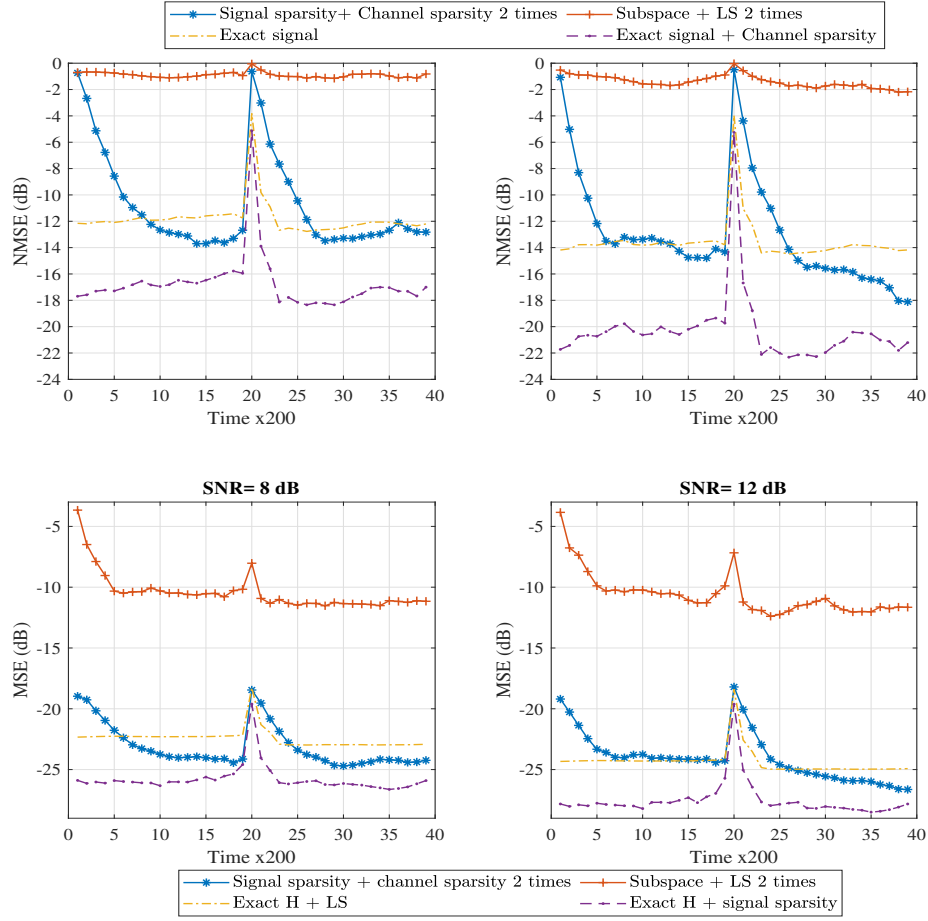 Signal sparsity+ Channel sparsity 2 times
Subspace + LS 2 times
Exact signal
Exact signal + Channel sparsity
0
-2
-4
-6
-8
-10
-12
-14
-16
-18
-20
-22
-24
NMSE (dB)
0 5 10 15 20 25 30 35 40
Time x200
0
-2
-4
-6
-8
-10
-12
-14
-16
-18
-20
-22
-24
NMSE (dB)
0 5 10 15 20 25 30 35 40
Time x200
SNR= 8 dB
-5
-10
-15
-20
-25
MSE (dB)
0 5 10 15 20 25 30 35 40
Time x200
SNR= 12 dB
-5
-10
-15
-20
-25
MSE (dB)
0 5 10 15 20 25 30 35 40
Time x200
Signal sparsity + channel sparsity 2 times
Subspace + LS 2 times
Exact H + LS
Exact H + signal sparsity